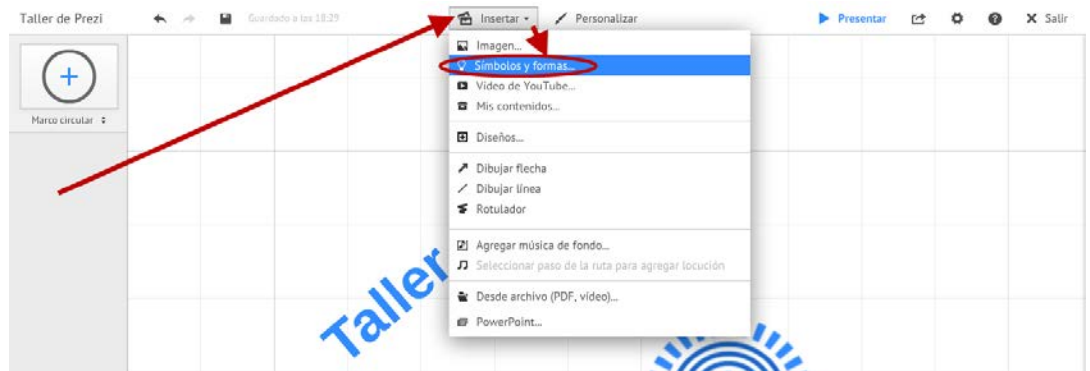 Taller de Prezi Guardado a las 18:29 Insertar Personalizar Presentar Salir
Imagen...
Símbolos y formas...
Marco circular
Vídeo de YouTube...
Mis contenidos...
Diseños...
Dibujar flecha
Dibujar línea
Rotulador
Agregar música de fondo...
Seleccionar paso de la ruta para agregar locución
Desde archivo (PDF, vídeo)...
PowerPoint...
Taller